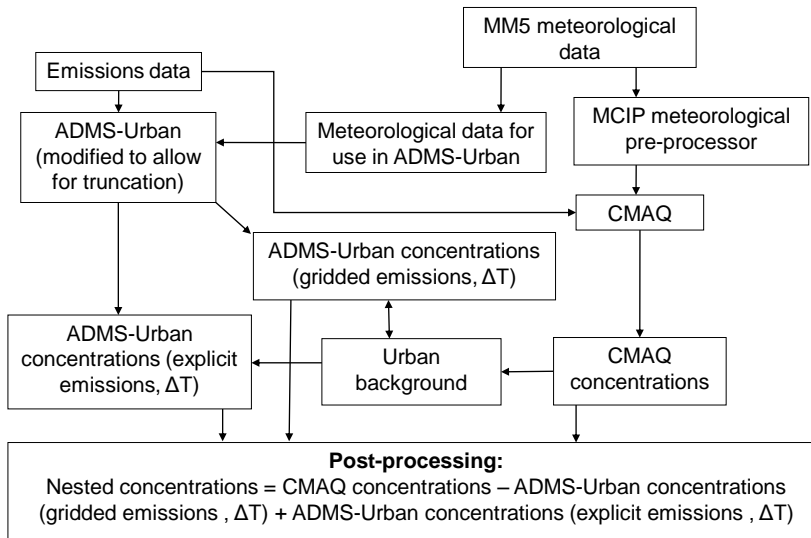 MM5 meteorological
data
Emissions data
ADMS-Urban
(modified to allow
for truncation)
Meteorological data for
use in ADMS-Urban
MCIP meteorological
pre-processor
CMAQ
ADMS-Urban concentrations
(gridded emissions, ΔT)
ADMS-Urban
concentrations (explicit
emissions, ΔT)
Urban
background
CMAQ
concentrations
Post-processing:
Nested concentrations = CMAQ concentrations – ADMS-Urban concentrations
(gridded emissions , ΔT) + ADMS-Urban concentrations (explicit emissions , ΔT)